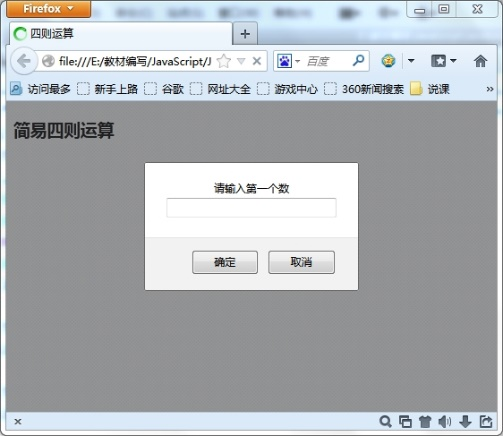 Firefox
四则运算
file:///E:/教材编写/JavaScript/J
百度
访问最多 新手上路 谷歌 网址大全 游戏中心 360新闻搜索 说课
简易四则运算
请输入第一个数
确定 取消